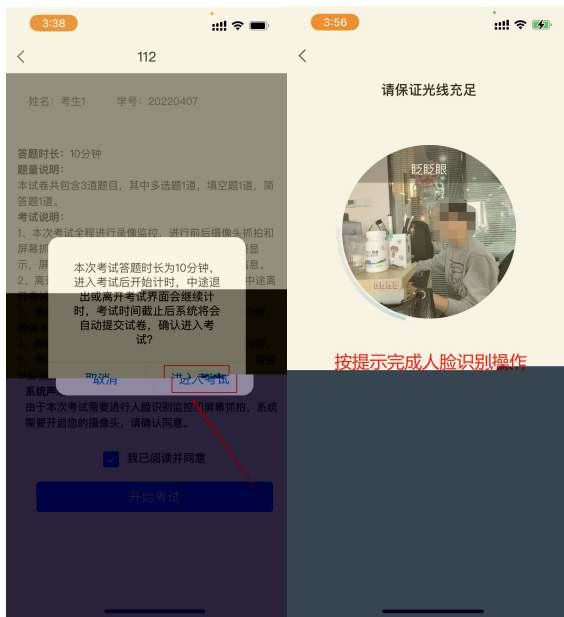 3:38
112
姓名：考生1 学号：20220407
答题时长：10分钟
题量说明：
本试卷共包含3道题目，其中多选题1道，填空题1道，简
答题1道。
考试说明：
1、本次考试全程进行录像监控，进行前后摄像头抓拍和
屏幕抓
示，屏
2、离开
本次考试答题时长为10分钟，
进入考试后开始计时，中途退
出或离开考试界面会继续计
时，考试时间截止后系统将会
自动提交试卷，确认进入考
试？
取消 进入考试
系统声
由于本次考试需要进行人脸识别监控和屏幕抓拍，系统
需要开启您的摄像头，请确认同意。
我已阅读并同意
开始考试
3:56
请保证光线充足
眨眨眼
按提示完成人脸识别操作